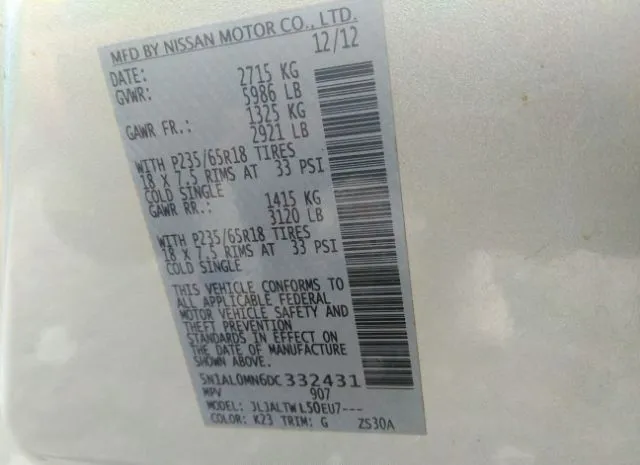 MFD BY NISSAN MOTOR CO., LTD.
DATE: 12/12
GVWR: 2715 KG
5986 LB
GAWR FR.: 1325 KG
2921 LB
WITH P235/65R18 TIRES
18 X 7.5 RIMS AT 33 PSI
COLD SINGLE
GAWR RR.: 1415 KG
3120 LB
WITH P235/65R18 TIRES
18 X 7.5 RIMS AT 33 PSI
COLD SINGLE
THIS VEHICLE CONFORMS TO
ALL APPLICABLE FEDERAL
MOTOR VEHICLE SAFETY AND
THEFT PREVENTION
STANDARDS IN EFFECT ON
THE DATE OF MANUFACTURE
SHOWN ABOVE.
5N1AL0MN6DC332431
MPV 907
MODEL: JLJALTWL50EU7---
COLOR: K23 TRIM: G ZS30A